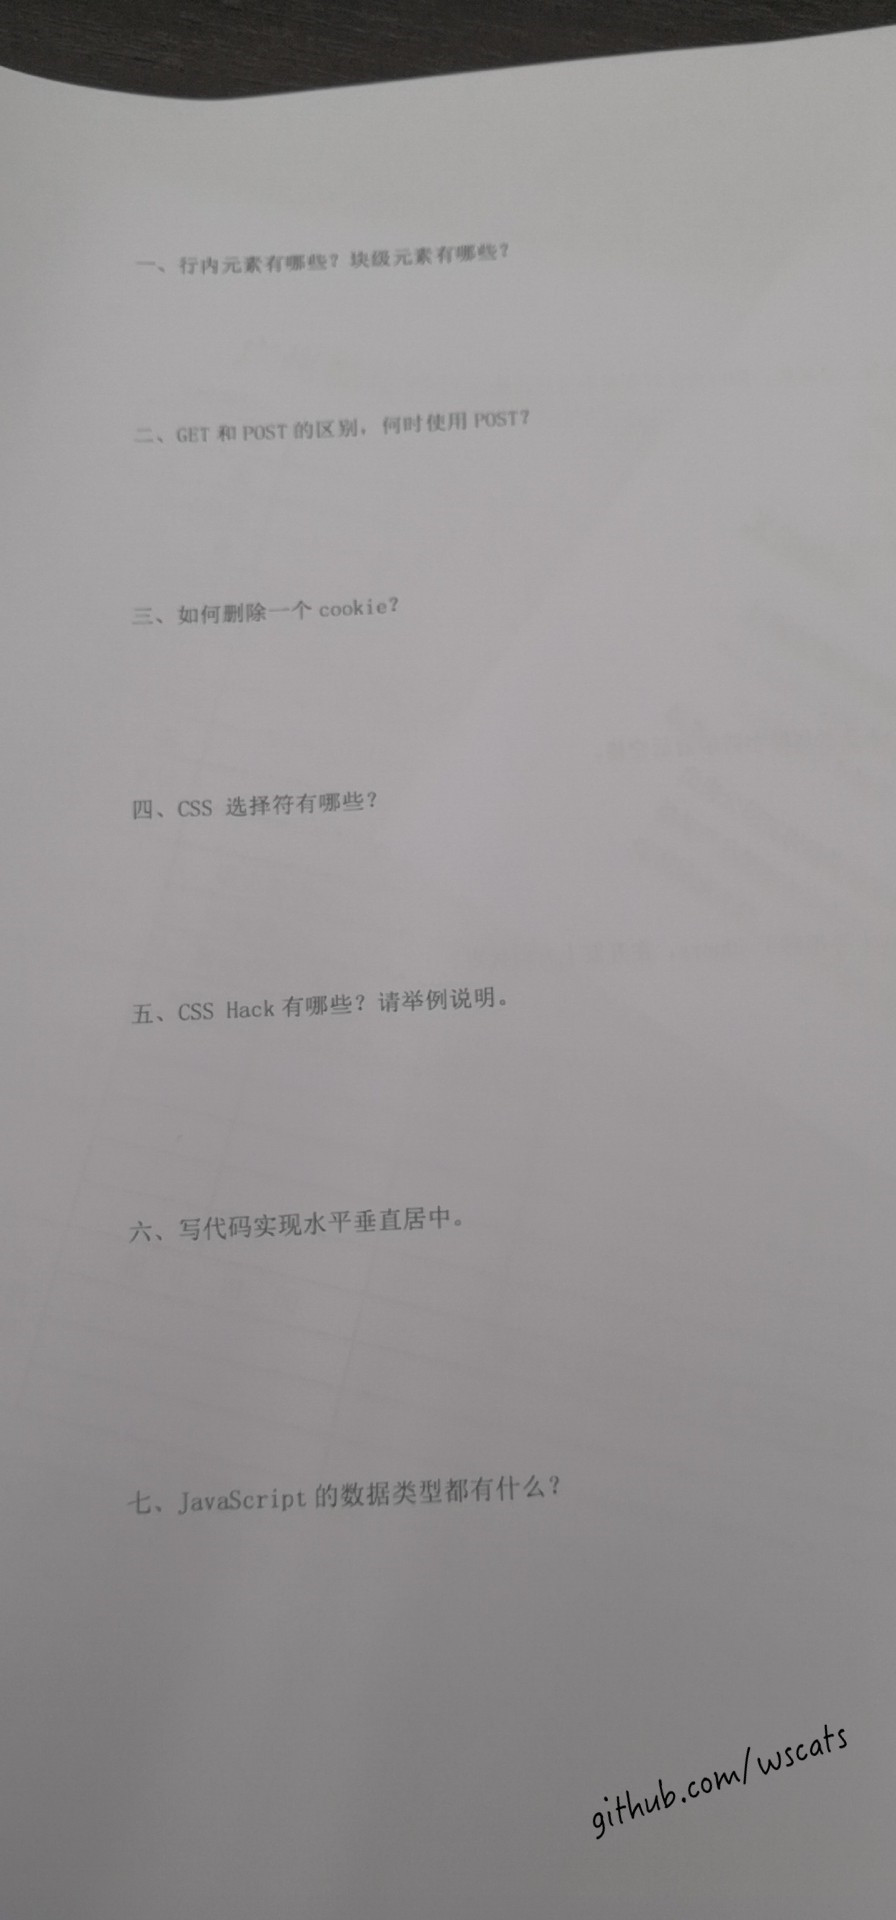 一、行内元素有哪些？块级元素有哪些？
二、GET 和 POST 的区别，何时使用 POST？
三、如何删除一个 cookie？
四、CSS 选择符有哪些？
五、CSS Hack 有哪些？请举例说明。
六、写代码实现水平垂直居中。
七、JavaScript 的数据类型都有什么？
github.com/wscats